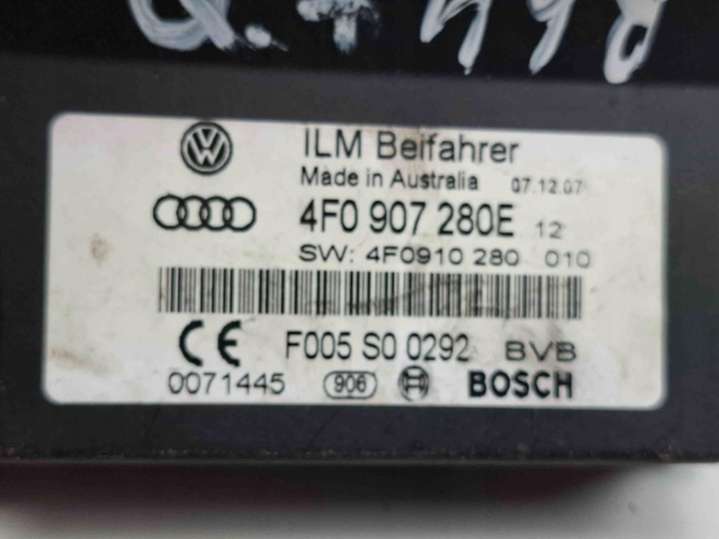 ILM Beifahrer
Made in Australia 07.12.07
4F0 907 280E 12
SW: 4F0910 280 010
CE F005 S0 0292 BVB
0071445 906 BOSCH